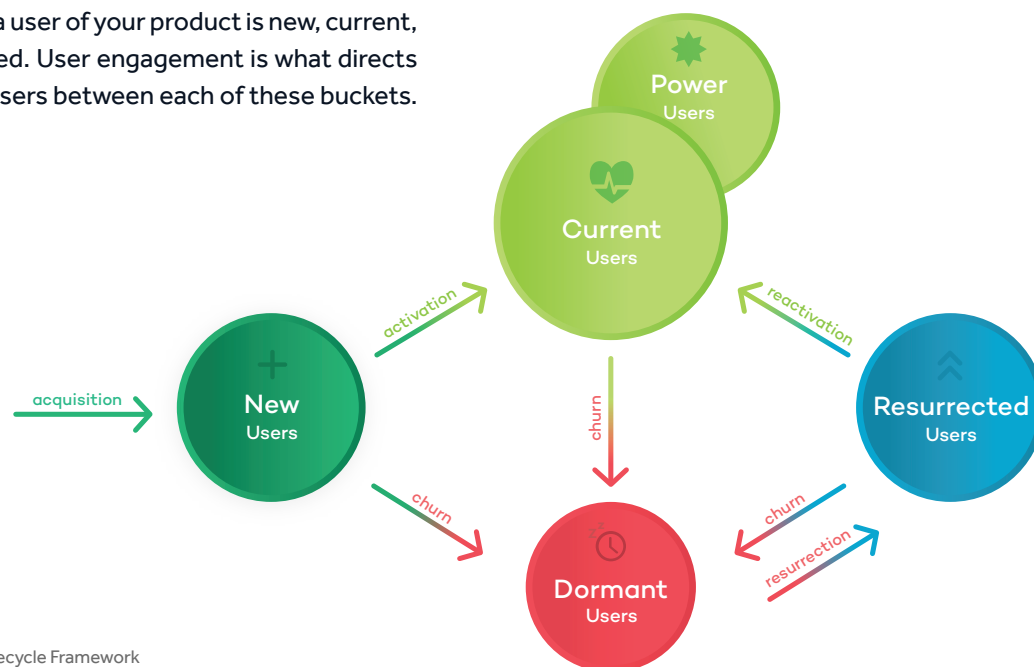 a user of your product is new, current,
ed. User engagement is what directs
sers between each of these buckets.
Power
Users
Current
Users
activation
reactivation
acquisition
New
Users
churn
Resurrected
Users
churn
churn
resurrection
Dormant
Users
ecycle Framework